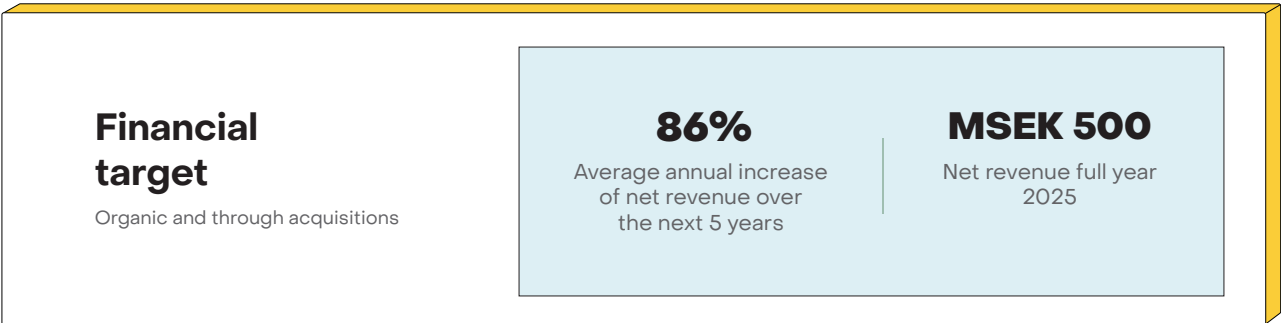 Financial
target
Organic and through acquisitions
86%
Average annual increase
of net revenue over
the next 5 years
MSEK 500
Net revenue full year
2025